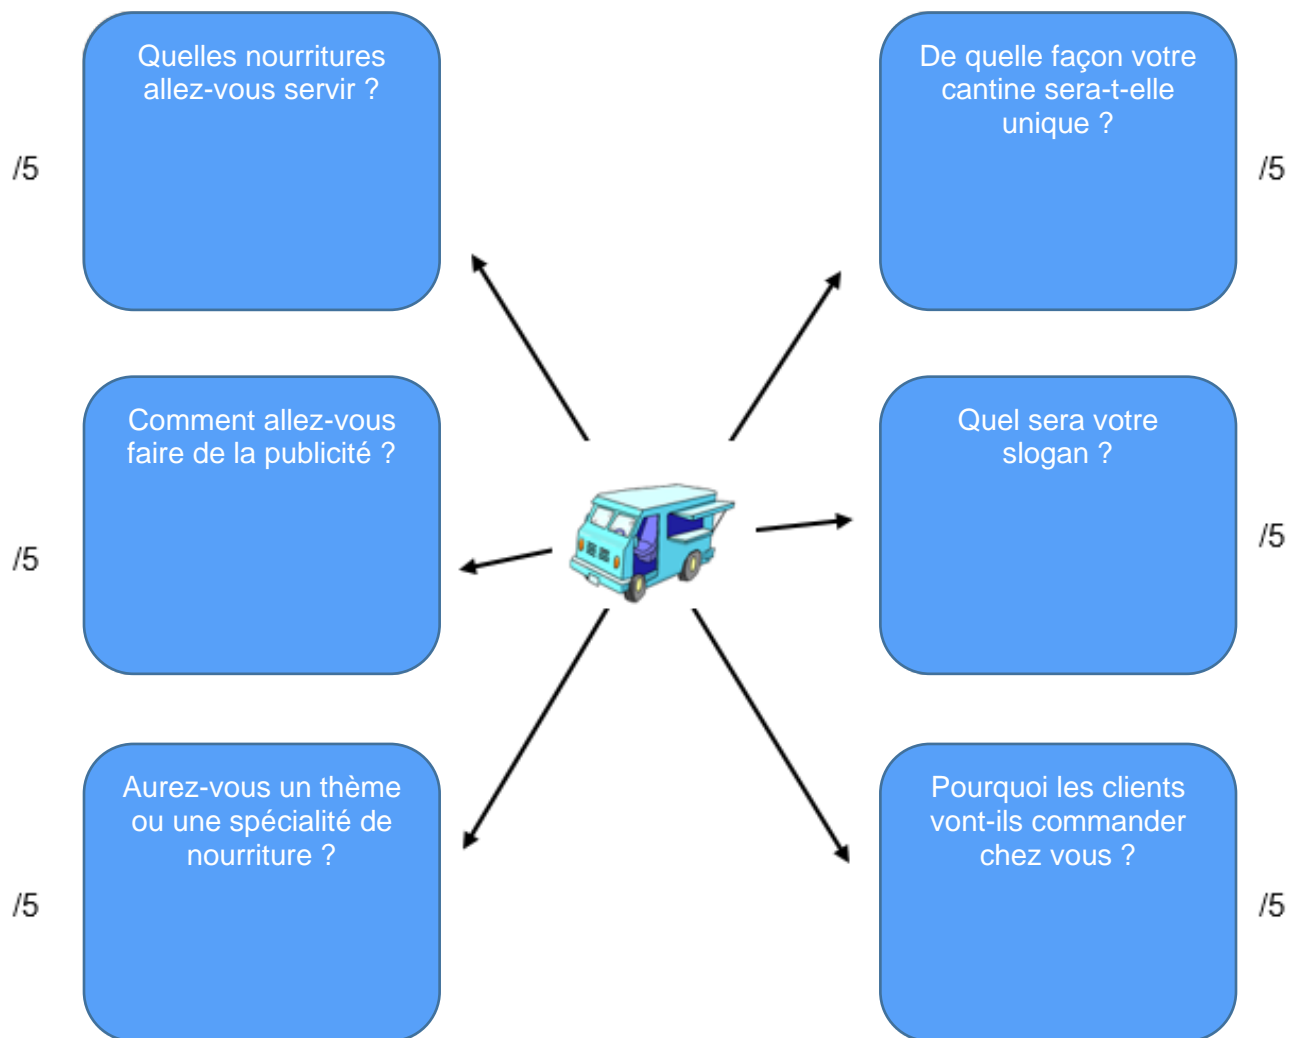 Quelles nourritures
allez-vous servir ?
/5
De quelle façon votre
cantine sera-t-elle
unique ?
/5
Comment allez-vous
faire de la publicité ?
/5
Quel sera votre
slogan ?
/5
Aurez-vous un thème
ou une spécialité de
nourriture ?
/5
Pourquoi les clients
vont-ils commander
chez vous ?
/5